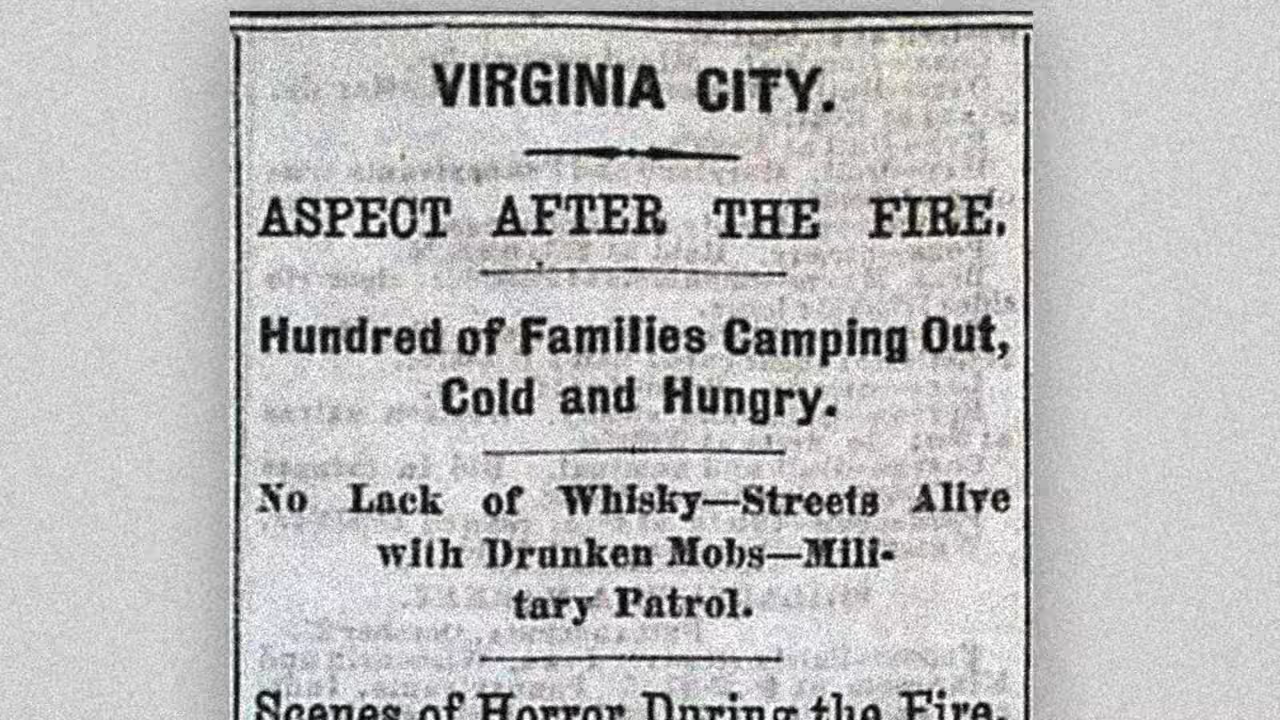 VIRGINIA CITY.
ASPECT AFTER THE FIRE.
Hundred of Families Camping Out,
Cold and Hungry.
No Lack of Whisky—Streets Alive
with Drunken Mobs—Mili-
tary Patrol.
Scenes of Horror During the Fire.